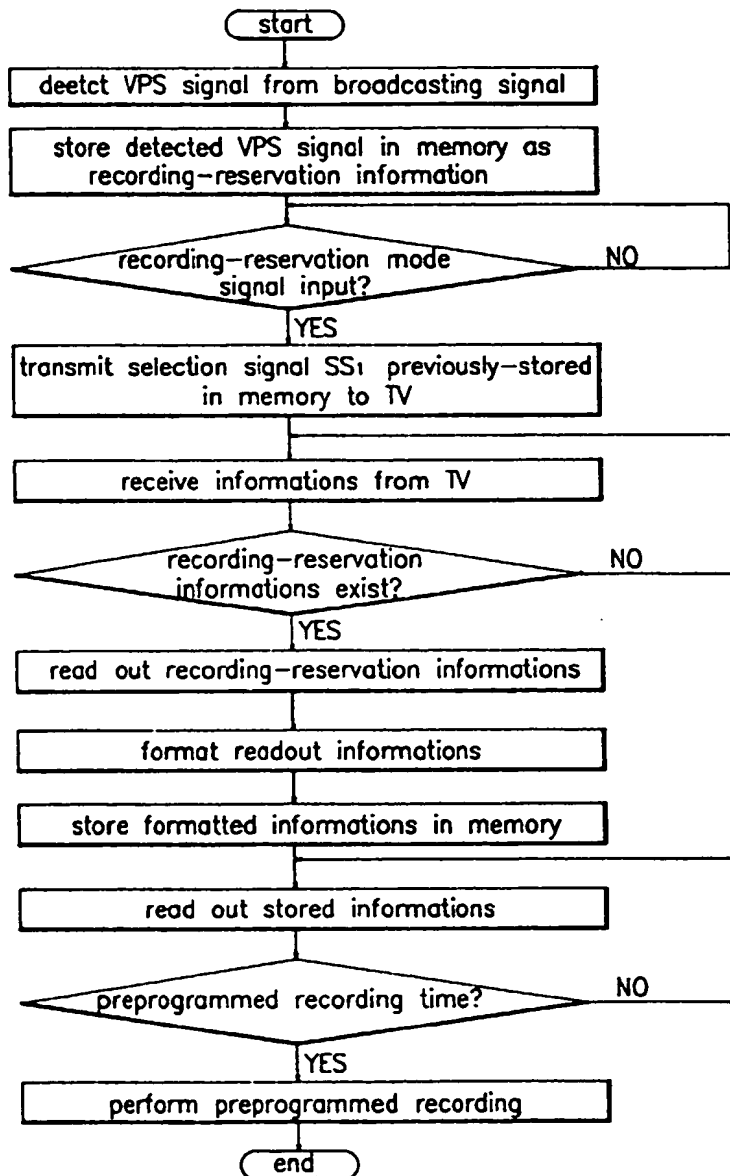 start
deetct VPS signal from broadcasting signal
store detected VPS signal in memory as
recording-reservation information
recording-reservation mode
signal input?
NO
YES
transmit selection signal SS1 previously-stored
in memory to TV
receive informations from TV
recording-reservation
informations exist?
NO
YES
read out recording-reservation informations
format readout informations
store formatted informations in memory
read out stored informations
preprogrammed recording time?
NO
YES
perform preprogrammed recording
end